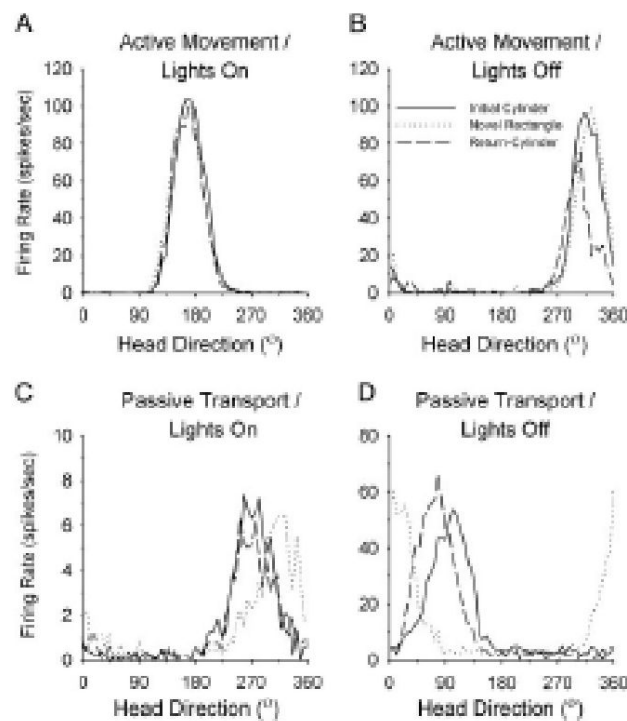 A
Active Movement /
Lights On
Firing Rate (spikes/sec)
120
100
80
60
40
20
0
0 90 180 270 360
Head Direction (°)
B
Active Movement /
Lights Off
120
100
80
60
40
20
0
Initial Cylinder
Novel Rectangle
Return-Cylinder
0 90 180 270 360
Head Direction (°)
C
Passive Transport /
Lights On
Firing Rate (spikes/sec)
10
8
6
4
2
0
0 90 180 270 360
Head Direction (°)
D
Passive Transport /
Lights Off
80
60
40
20
0
0 90 180 270 360
Head Direction (°)